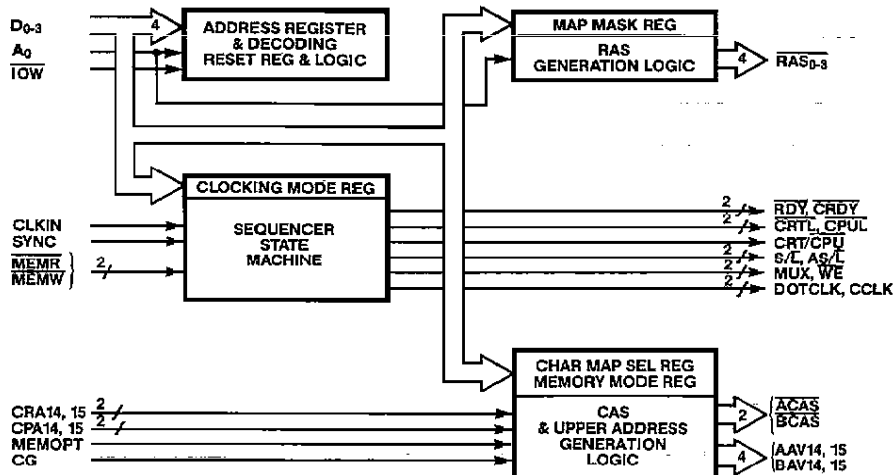 D0-3
A0
IOW
4
ADDRESS REGISTER
& DECODING
RESET REG & LOGIC
MAP MASK REG
RAS
GENERATION LOGIC
4
RAS0-3
CLOCKING MODE REG
SEQUENCER
STATE
MACHINE
CLKIN
SYNC
MEMR
MEMW
2
2
RDY, CRDY
2
CRTL, CPUL
CRT/CPU
2
S/L, AS/L
2
MUX, WE
2
DOTCLK, CCLK
CHAR MAP SEL REG
MEMORY MODE REG
CAS
& UPPER ADDRESS
GENERATION
LOGIC
CRA14, 15
2
CPA14, 15
2
MEMOPT
CG
2
ACAS
BCAS
4
AAV14, 15
BAV14, 15